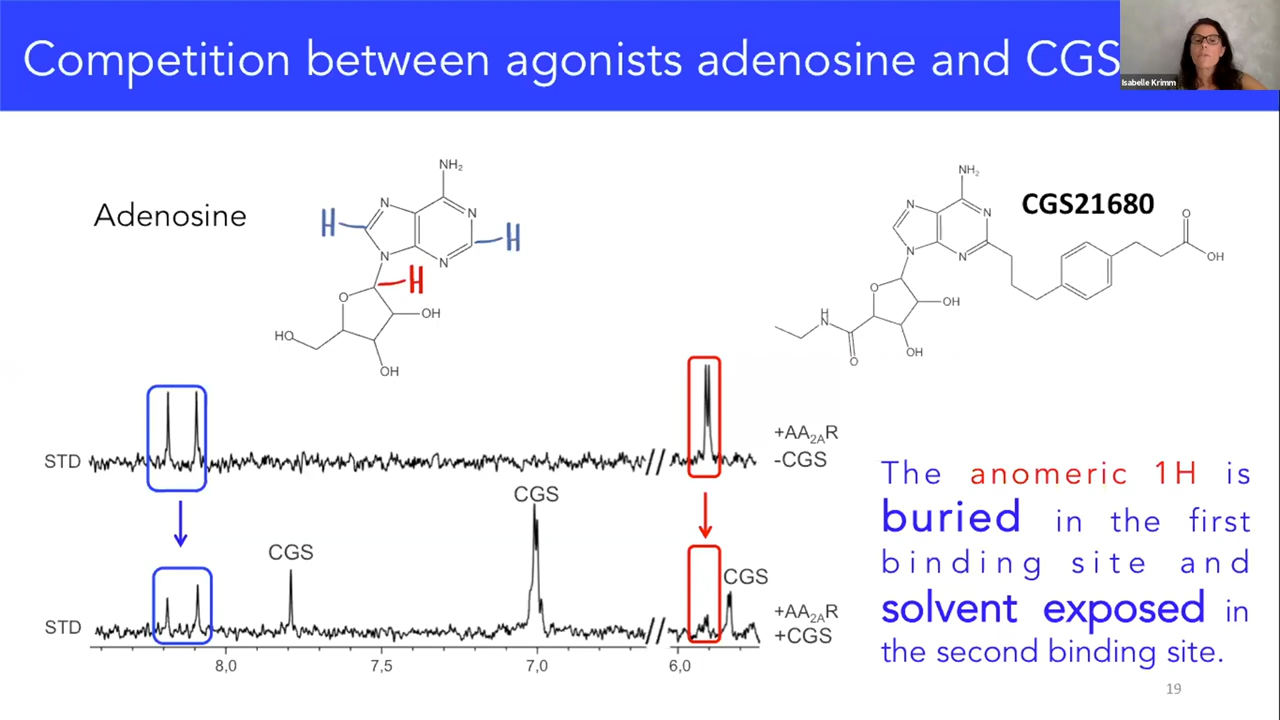 Competition between agonists adenosine and CGS
Isabelle Krimm
Adenosine
NH2
N
N
N
N
H
H
H
O
OH
HO
OH
CGS21680
NH2
N
N
N
N
O
OH
OH
H
N
O
O
OH
STD
+AA2AR
-CGS
CGS
CGS
CGS
STD
+AA2AR
+CGS
8,0
7,5
7,0
6,0
The anomeric 1H is
buried in the first
binding site and
solvent exposed in
the second binding site.
19